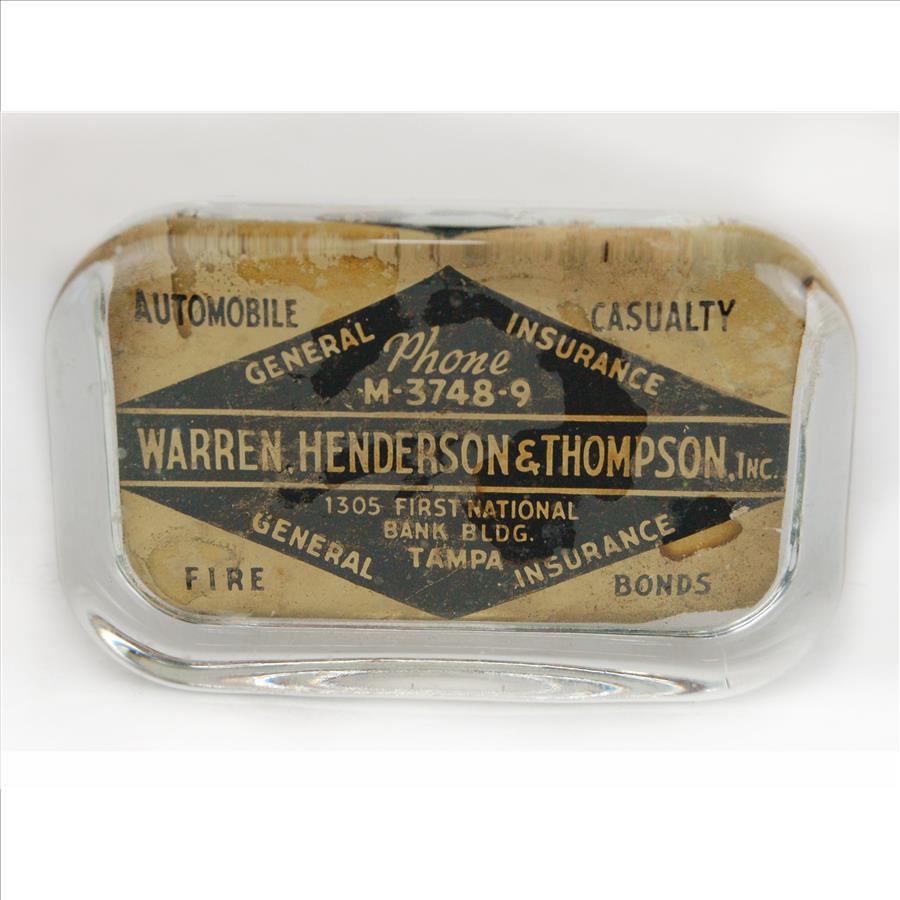 AUTOMOBILE
CASUALTY
GENERAL INSURANCE
Phone
M-3748-9
WARREN, HENDERSON & THOMPSON, INC.
1305 FIRST NATIONAL
BANK BLDG.
TAMPA
GENERAL INSURANCE
FIRE
BONDS